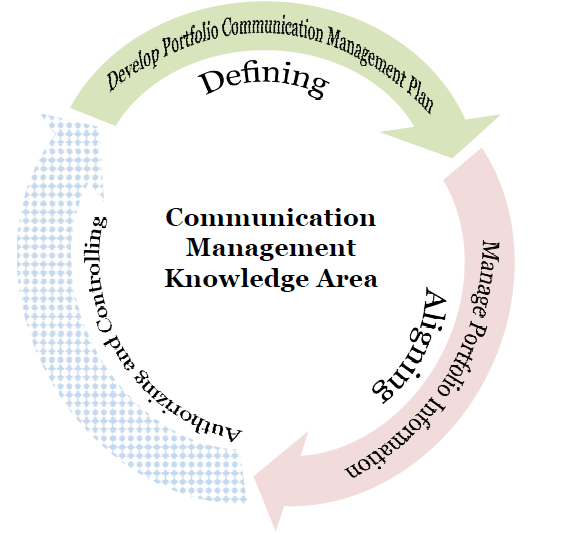 Develop Portfolio Communication Management Plan
Defining
Communication
Management
Knowledge Area
Manage Portfolio Information
Aligning
Authorizing and Controlling